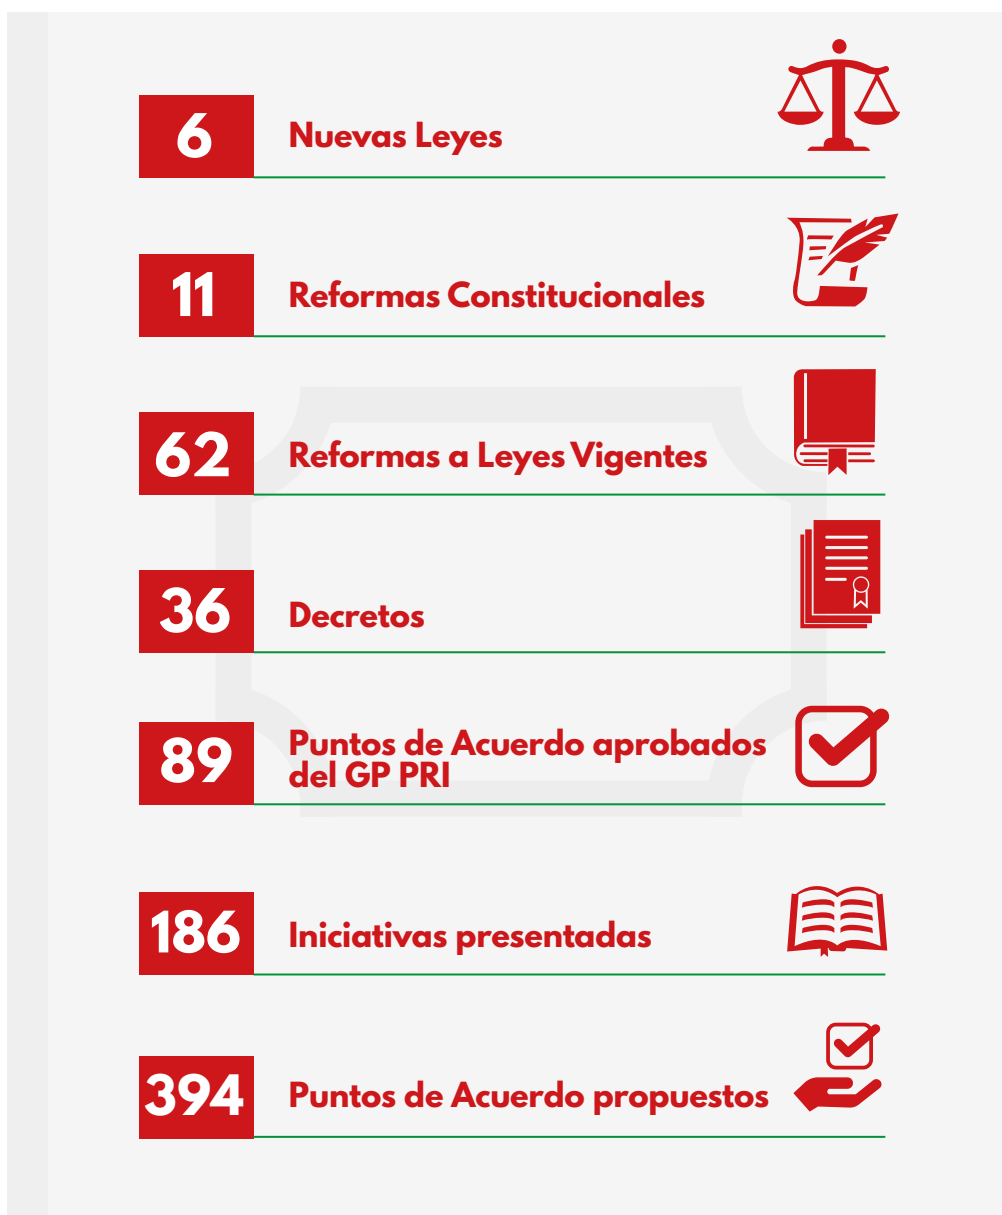 6 Nuevas Leyes
11 Reformas Constitucionales
62 Reformas a Leyes Vigentes
36 Decretos
89 Puntos de Acuerdo aprobados
del GP PRI
186 Iniciativas presentadas
394 Puntos de Acuerdo propuestos